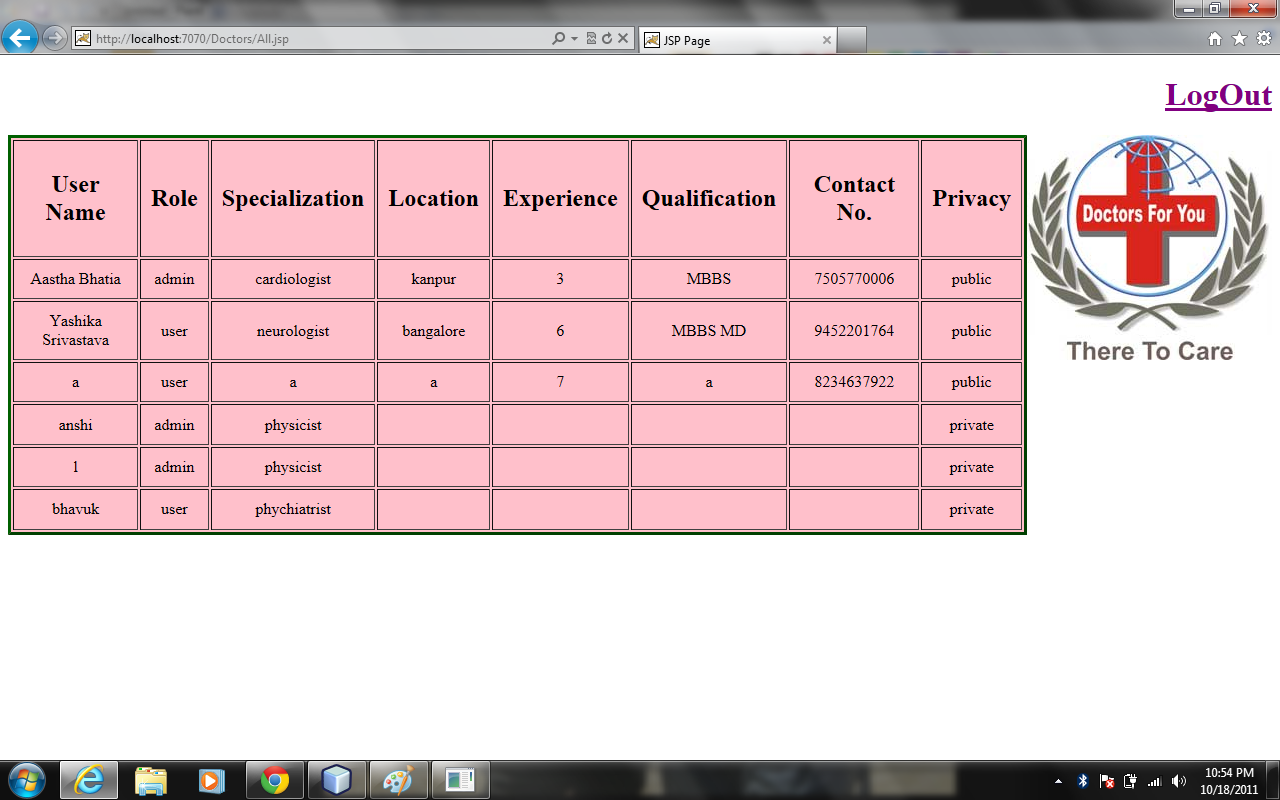 http://localhost:7070/Doctors/All.jsp
JSP Page
LogOut
User Name Role Specialization Location Experience Qualification Contact No. Privacy
Aastha Bhatia admin cardiologist kanpur 3 MBBS 7505770006 public
Yashika Srivastava user neurologist bangalore 6 MBBS MD 9452201764 public
a user a a 7 a 8234637922 public
anshi admin physicist private
l admin physicist private
bhavuk user phychiatrist private
Doctors For You
There To Care
10:54 PM
10/18/2011